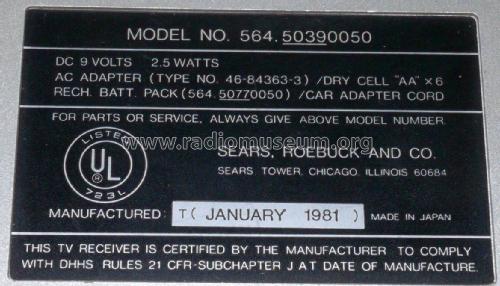 MODEL NO. 564.50390050
DC 9 VOLTS 2.5 WATTS
AC ADAPTER (TYPE NO. 46-84363-3) / DRY CELL "AA" × 6
RECH. BATT. PACK (564.50770050) / CAR ADAPTER CORD
FOR PARTS OR SERVICE, ALWAYS GIVE ABOVE MODEL NUMBER.
www.radiomuseum.org
LISTED
UL
®
723L
SEARS, ROEBUCK AND CO.
SEARS TOWER, CHICAGO, ILLINOIS 60684
MANUFACTURED: T ( JANUARY 1981 ) MADE IN JAPAN
THIS TV RECEIVER IS CERTIFIED BY THE MANUFACTURER TO COMPLY
WITH DHHS RULES 21 CFR-SUBCHAPTER J AT DATE OF MANUFACTURE.